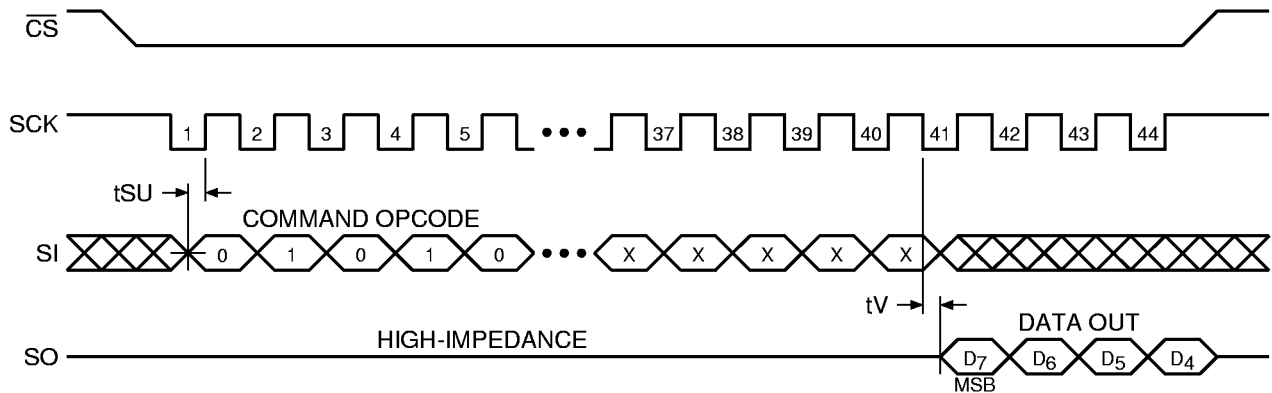 CS
SCK 1 2 3 4 5 37 38 39 40 41 42 43 44
tSU
COMMAND OPCODE
SI 0 1 0 1 0 X X X X X
tV
HIGH-IMPEDANCE
DATA OUT
SO D7 D6 D5 D4
MSB